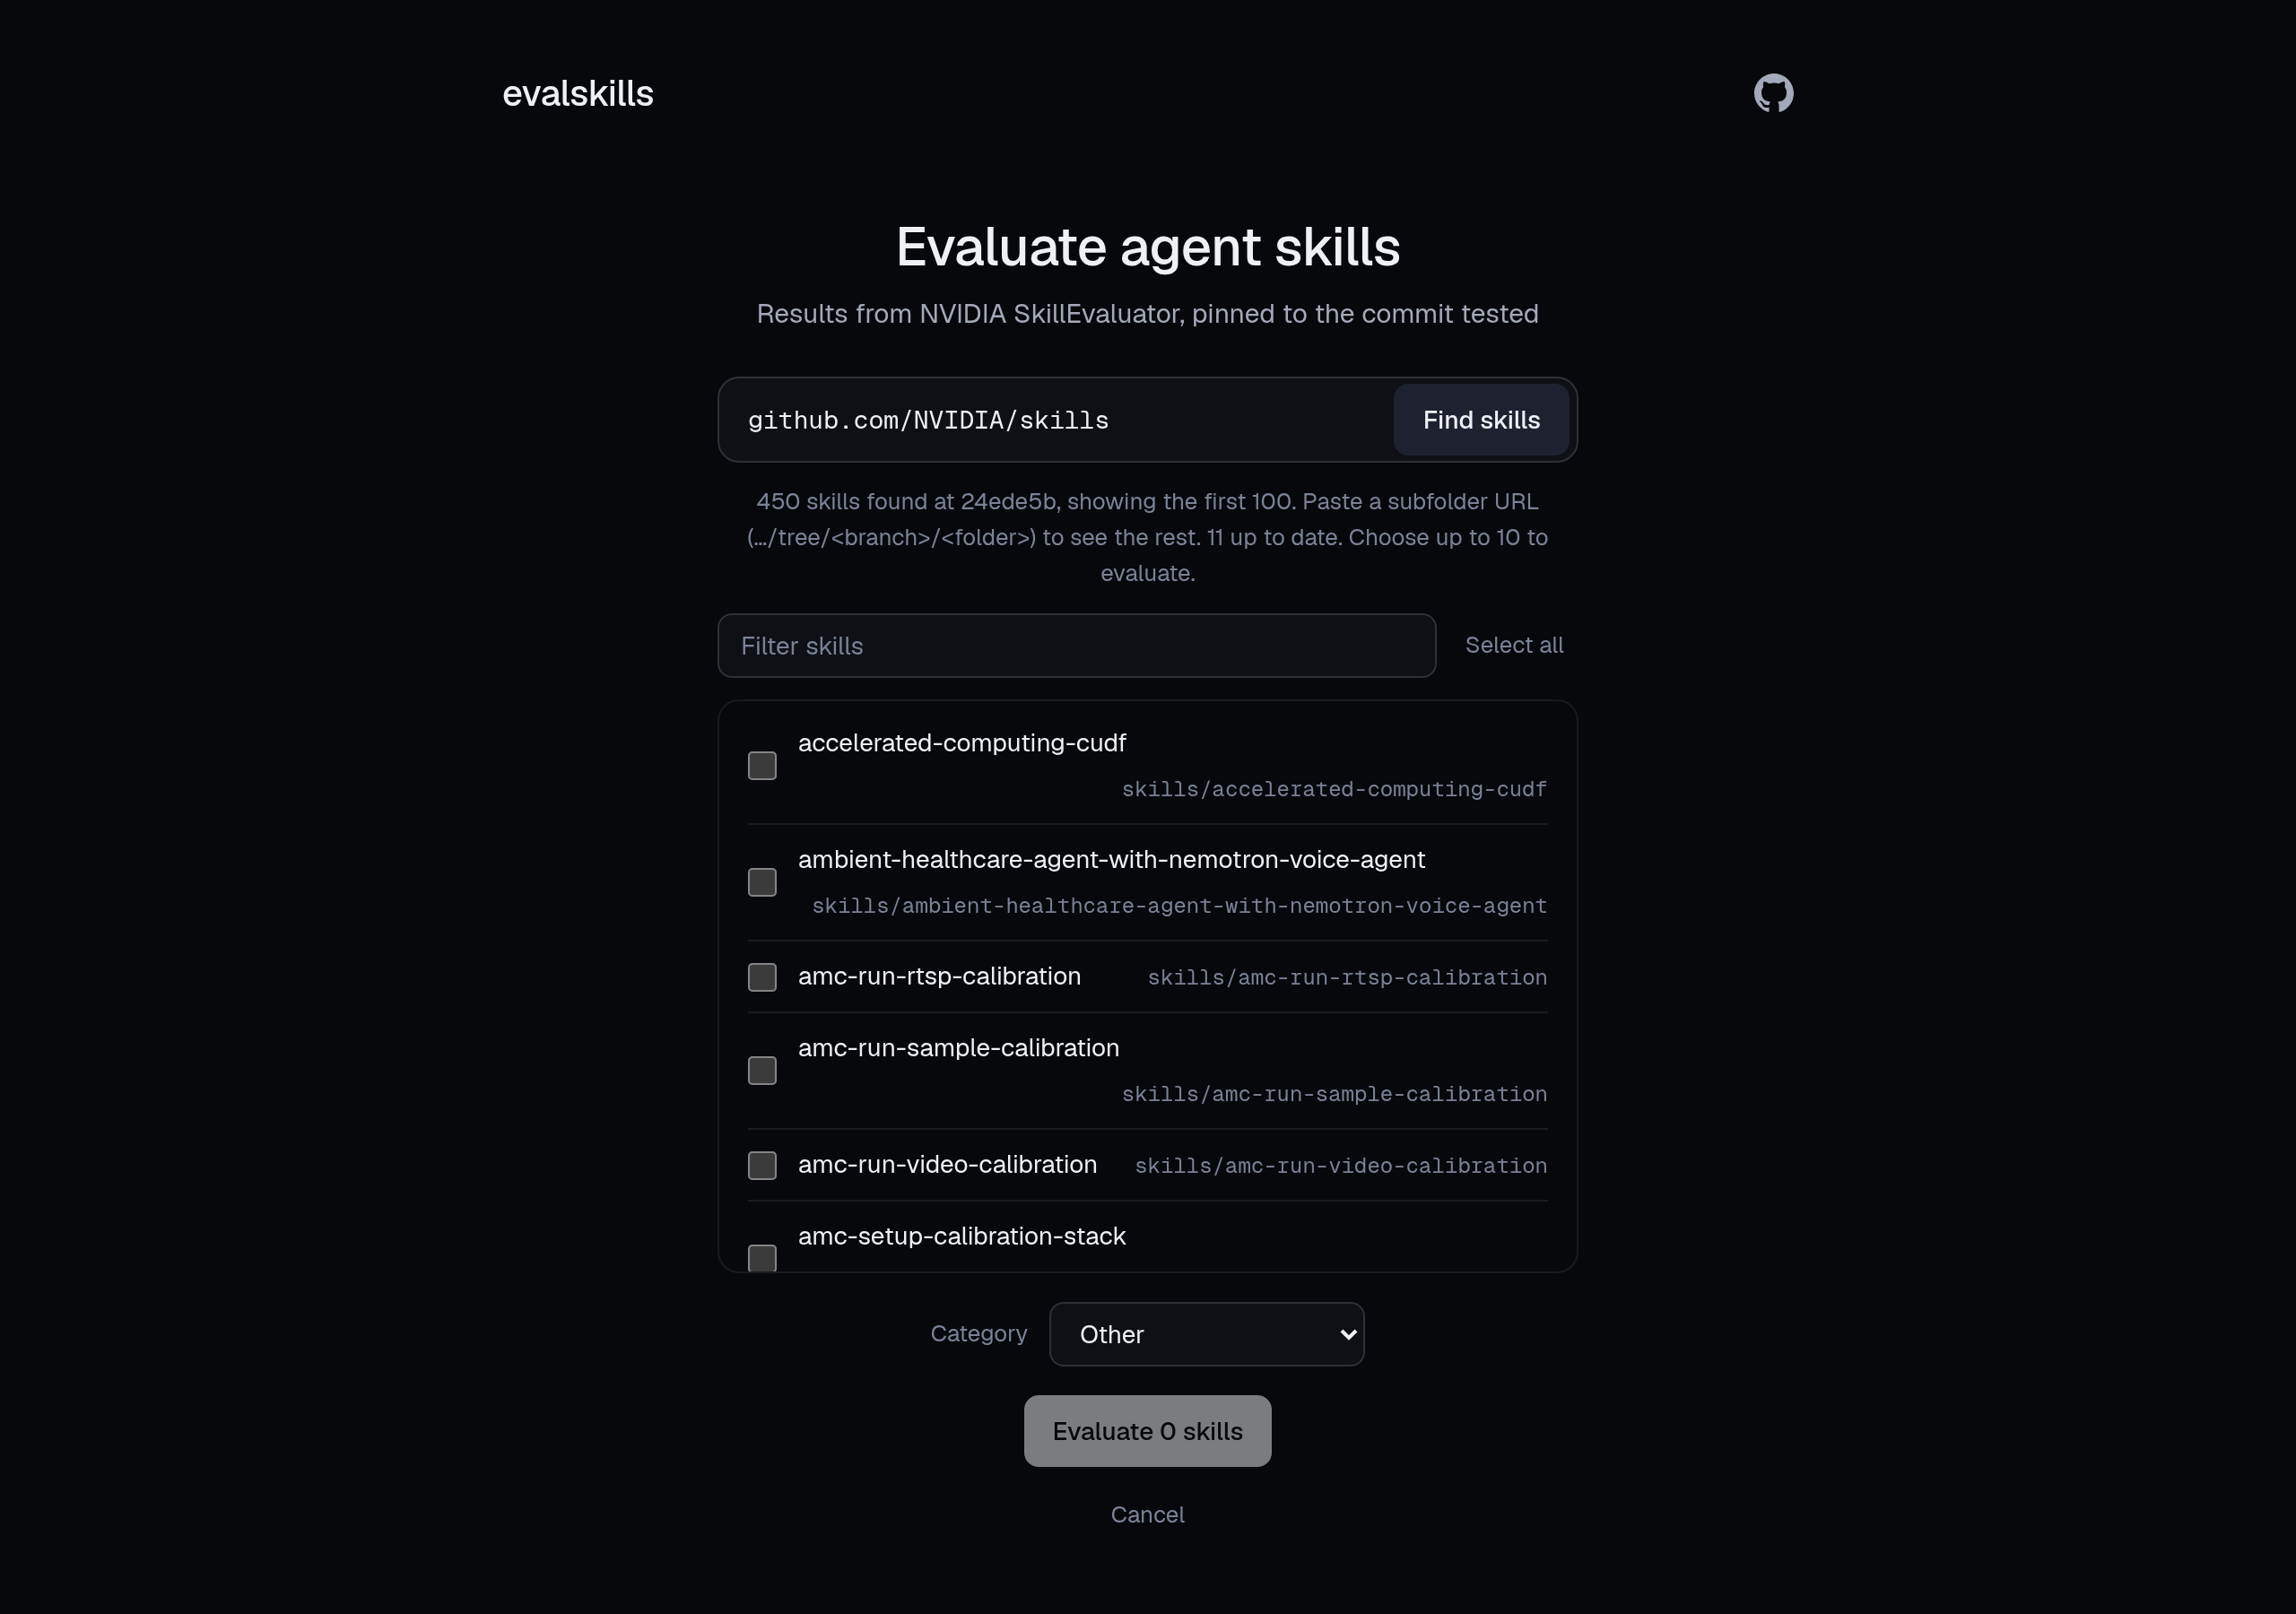 evalskills
Evaluate agent skills
Results from NVIDIA SkillEvaluator, pinned to the commit tested
github.com/NVIDIA/skills
Find skills
450 skills found at 24ede5b, showing the first 100. Paste a subfolder URL
(…/tree/<branch>/<folder>) to see the rest. 11 up to date. Choose up to 10 to
evaluate.
Filter skills
Select all
accelerated-computing-cudf
skills/accelerated-computing-cudf
ambient-healthcare-agent-with-nemotron-voice-agent
skills/ambient-healthcare-agent-with-nemotron-voice-agent
amc-run-rtsp-calibration
skills/amc-run-rtsp-calibration
amc-run-sample-calibration
skills/amc-run-sample-calibration
amc-run-video-calibration
skills/amc-run-video-calibration
amc-setup-calibration-stack
Category
Other
Evaluate 0 skills
Cancel